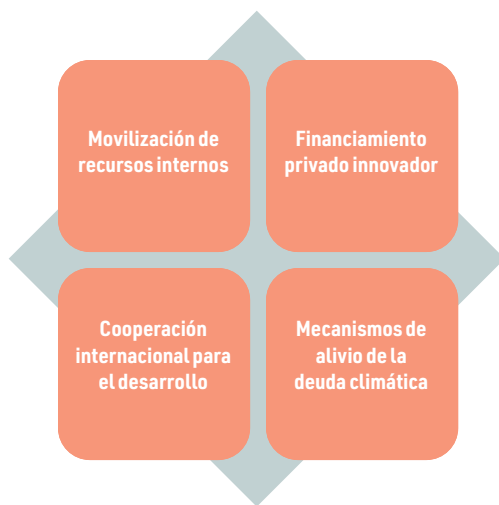 Movilización de
recursos internos
Financiamiento
privado innovador
Cooperación
internacional para
el desarrollo
Mecanismos de
alivio de la
deuda climática